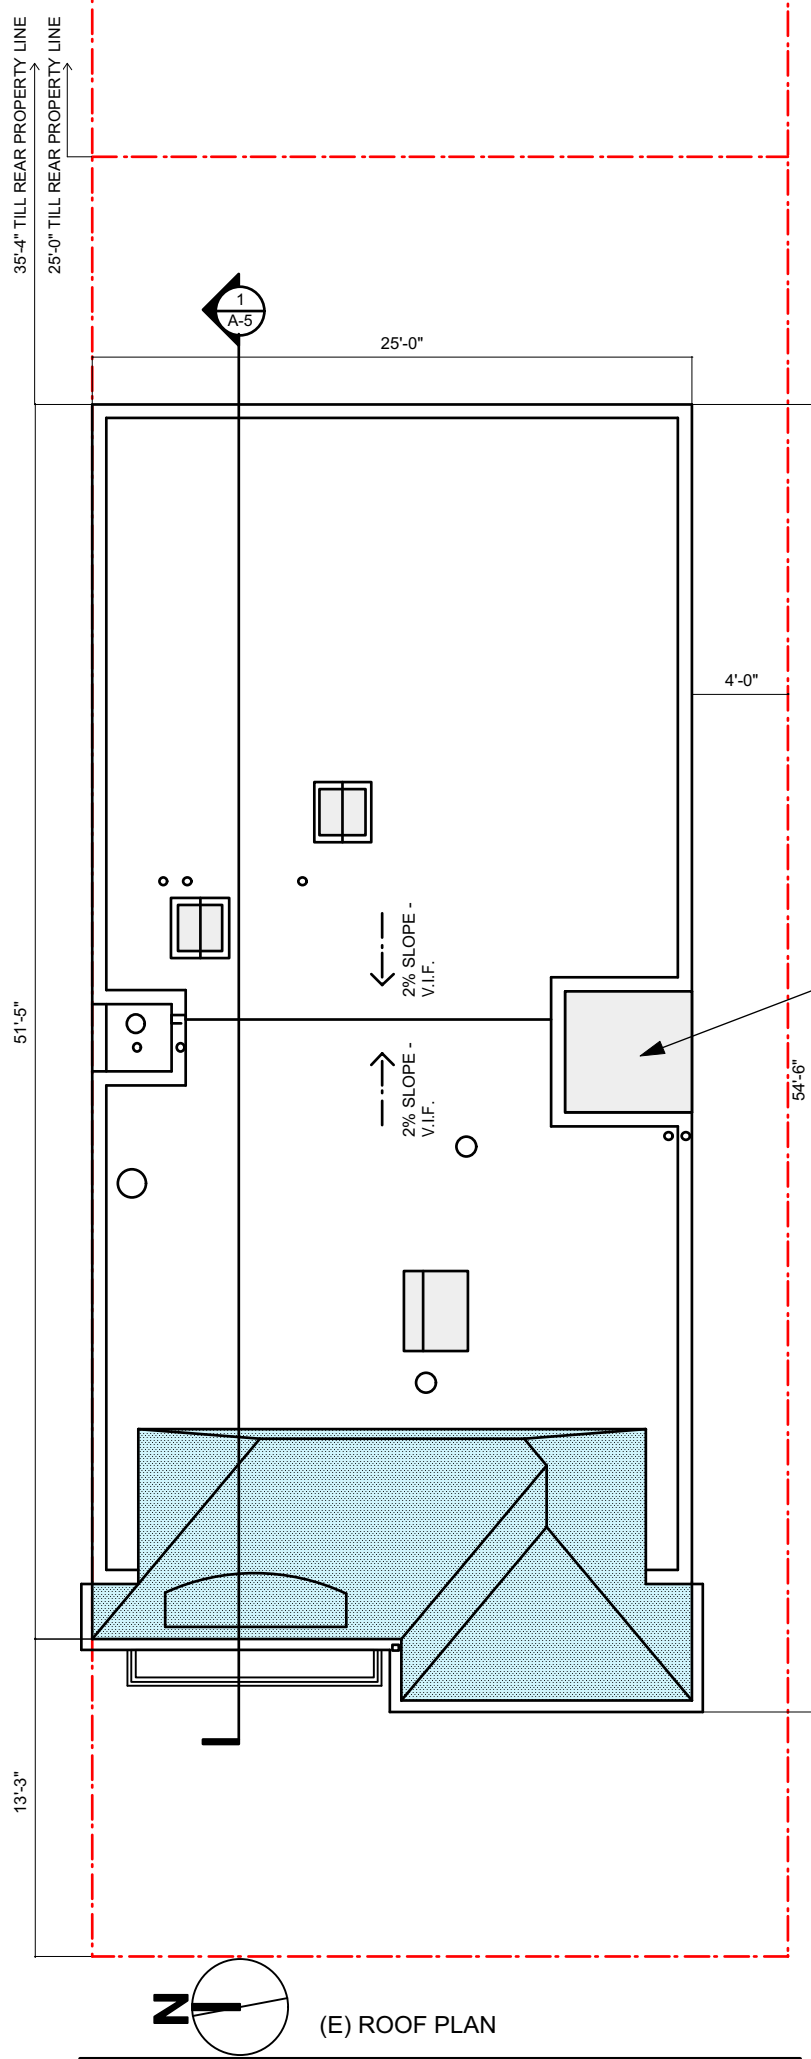 35'-4" TILL REAR PROPERTY LINE
25'-0" TILL REAR PROPERTY LINE
1
A-5
25'-0"
4'-0"
2% SLOPE -
V.I.F.
51'-5"
2% SLOPE -
V.I.F.
54'-6"
13'-3"
N
(E) ROOF PLAN